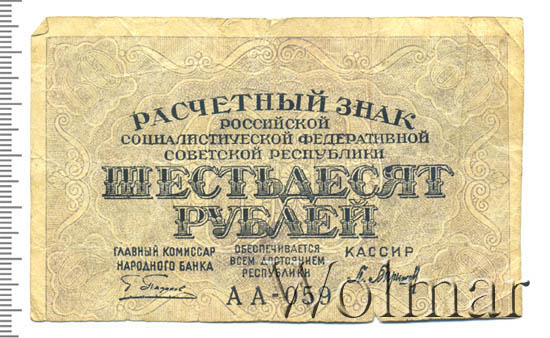 РАСЧЕТНЫЙ ЗНАК
РОССИЙСКОЙ
СОЦИАЛИСТИЧЕСКОЙ ФЕДЕРАТИВНОЙ
СОВЕТСКОЙ РЕСПУБЛИКИ
ШЕСТЬДЕСЯТ
РУБЛЕЙ
ГЛАВНЫЙ КОМИССАР
НАРОДНОГО БАНКА
ОБЕСПЕЧИВАЕТСЯ
ВСЕМ ДОСТОЯНИЕМ
РЕСПУБЛИКИ
КАССИР
АА-059
Wolmar